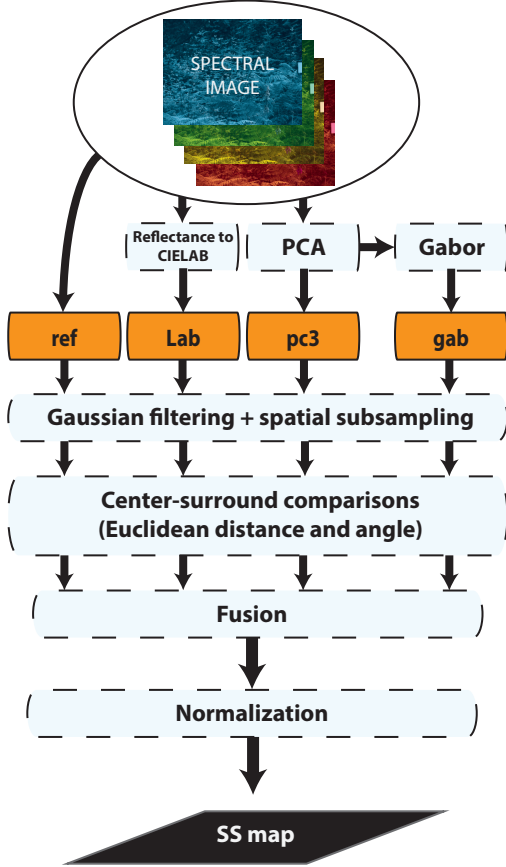 SPECTRAL
IMAGE
Reflectance to
CIELAB
PCA
Gabor
ref
Lab
pc3
gab
Gaussian filtering + spatial subsampling
Center-surround comparisons
(Euclidean distance and angle)
Fusion
Normalization
SS map